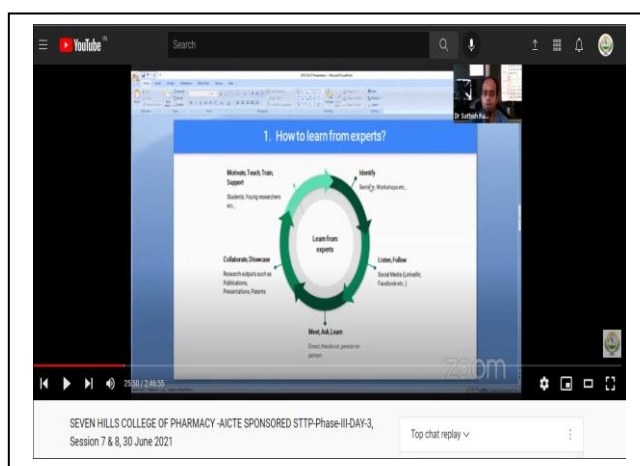 YouTube IN
Search
1. How to learn from experts?
Dr Sathish Ku...
Motivate, Teach, Train,
Support
Students, Young researchers
etc.,
Identify
Seminar, Workshops etc.,
Learn from
experts
Collaborate, Showcase
Research outputs such as
Publications,
Presentations, Patents
Listen, Follow
Social Media (LinkedIn,
Facebook etc.,)
Meet, Ask, Learn
Direct, Hands-on, person-to-
person
zoom
25:50 / 2:46:55
SEVEN HILLS COLLEGE OF PHARMACY -AICTE SPONSORED STTP-Phase-III-DAY-3,
Session 7 & 8, 30 June 2021
Top chat replay